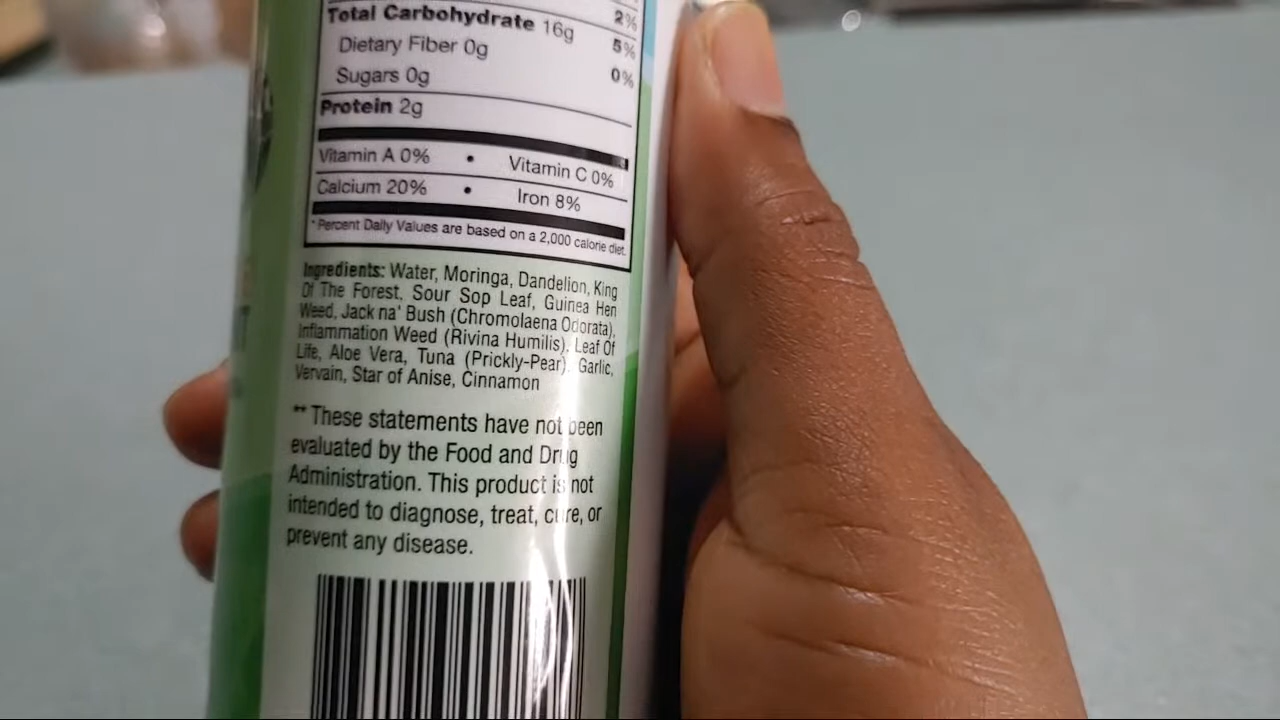 2%
Total Carbohydrate 16g 5%
Dietary Fiber 0g 0%
Sugars 0g
Protein 2g
Vitamin A 0% • Vitamin C 0%
Calcium 20% • Iron 8%
* Percent Daily Values are based on a 2,000 calorie diet.
Ingredients: Water, Moringa, Dandelion, King
Of The Forest, Sour Sop Leaf, Guinea Hen
Weed, Jack na' Bush (Chromolaena Odorata),
Inflammation Weed (Rivina Humilis), Leaf Of
Life, Aloe Vera, Tuna (Prickly-Pear), Garlic,
Vervain, Star of Anise, Cinnamon
** These statements have not been
evaluated by the Food and Drug
Administration. This product is not
intended to diagnose, treat, cure, or
prevent any disease.